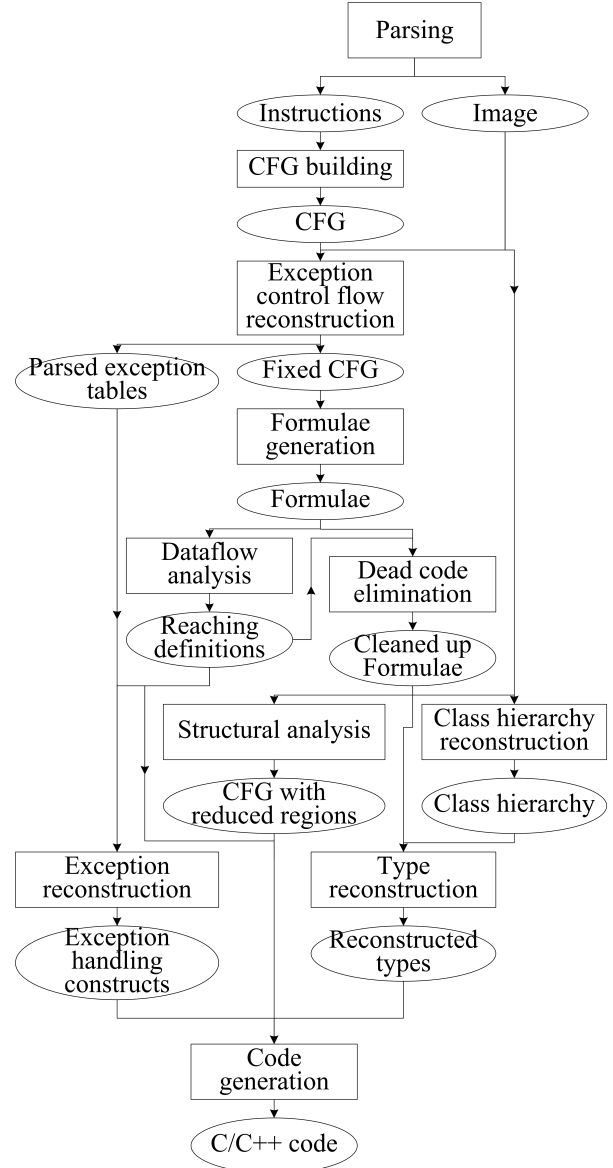 Parsing
Instructions
Image
CFG building
CFG
Exception
control flow
reconstruction
Parsed exception
tables
Fixed CFG
Formulae
generation
Formulae
Dataflow
analysis
Dead code
elimination
Reaching
definitions
Cleaned up
Formulae
Structural analysis
Class hierarchy
reconstruction
CFG with
reduced regions
Class hierarchy
Exception
reconstruction
Type
reconstruction
Exception
handling
constructs
Reconstructed
types
Code
generation
C/C++ code